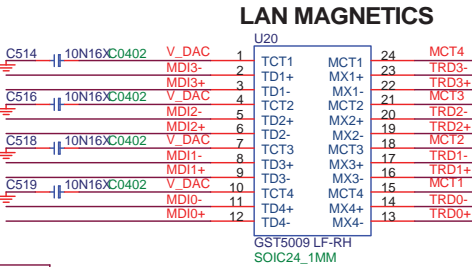 LAN MAGNETICS
U20
C514 10N16X C0402 V_DAC 1 TCT1 MCT1 24 MCT4
MDI3- 2 TD1+ MX1+ 23 TRD3-
MDI3+ 3 TD1- MX1- 22 TRD3+
C516 10N16X C0402 V_DAC 4 TCT2 MCT2 21 MCT3
MDI2- 5 TD2+ MX2+ 20 TRD2-
MDI2+ 6 TD2- MX2- 19 TRD2+
C518 10N16X C0402 V_DAC 7 TCT3 MCT3 18 MCT2
MDI1- 8 TD3+ MX3+ 17 TRD1-
MDI1+ 9 TD3- MX3- 16 TRD1+
C519 10N16X C0402 V_DAC 10 TCT4 MCT4 15 MCT1
MDI0- 11 TD4+ MX4+ 14 TRD0-
MDI0+ 12 TD4- MX4- 13 TRD0+
GST5009 LF-RH
SOIC24_1MM